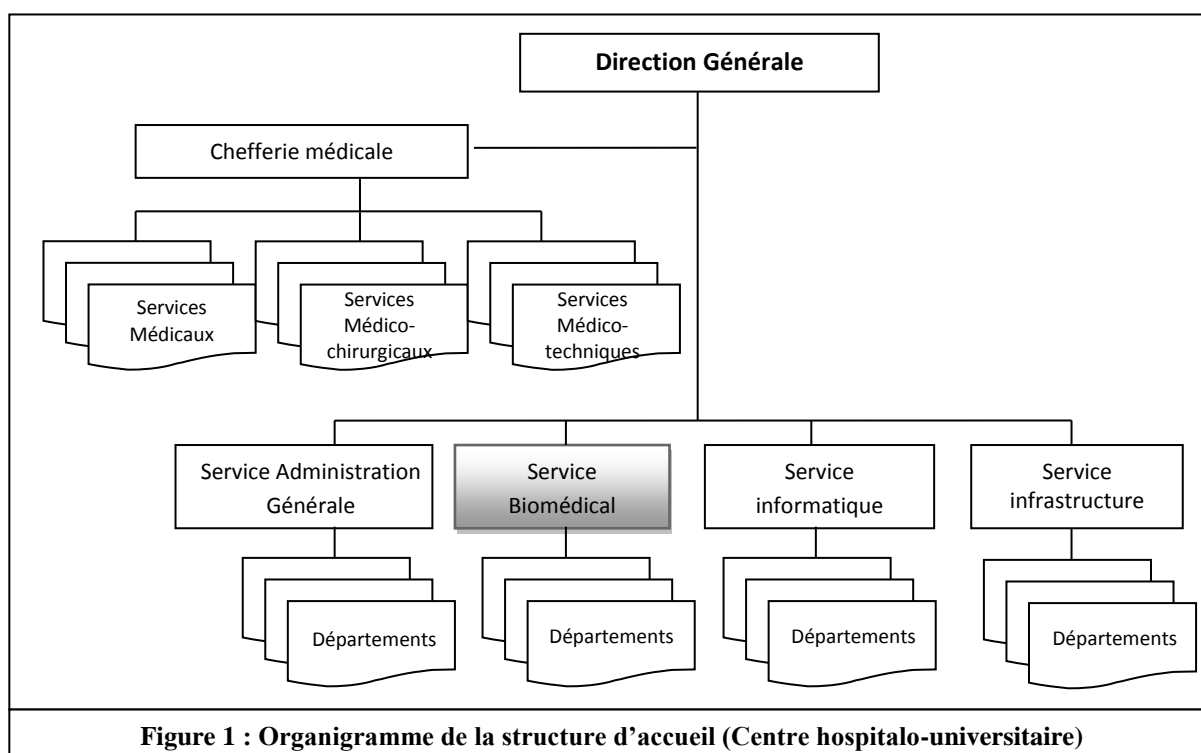 Direction Générale
Chefferie médicale
Services
Médicaux
Services
Médico-
chirurgicaux
Services
Médico-
techniques
Service Administration
Générale
Service
Biomédical
Service
informatique
Service
infrastructure
Départements
Départements
Départements
Départements
Figure 1 : Organigramme de la structure d’accueil (Centre hospitalo-universitaire)